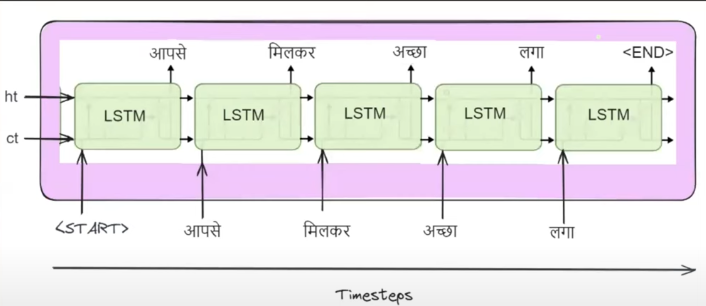 आपसे मिलकर अच्छा लगा <END>
ht
LSTM LSTM LSTM LSTM LSTM
ct
<START> आपसे मिलकर अच्छा लगा
Timesteps